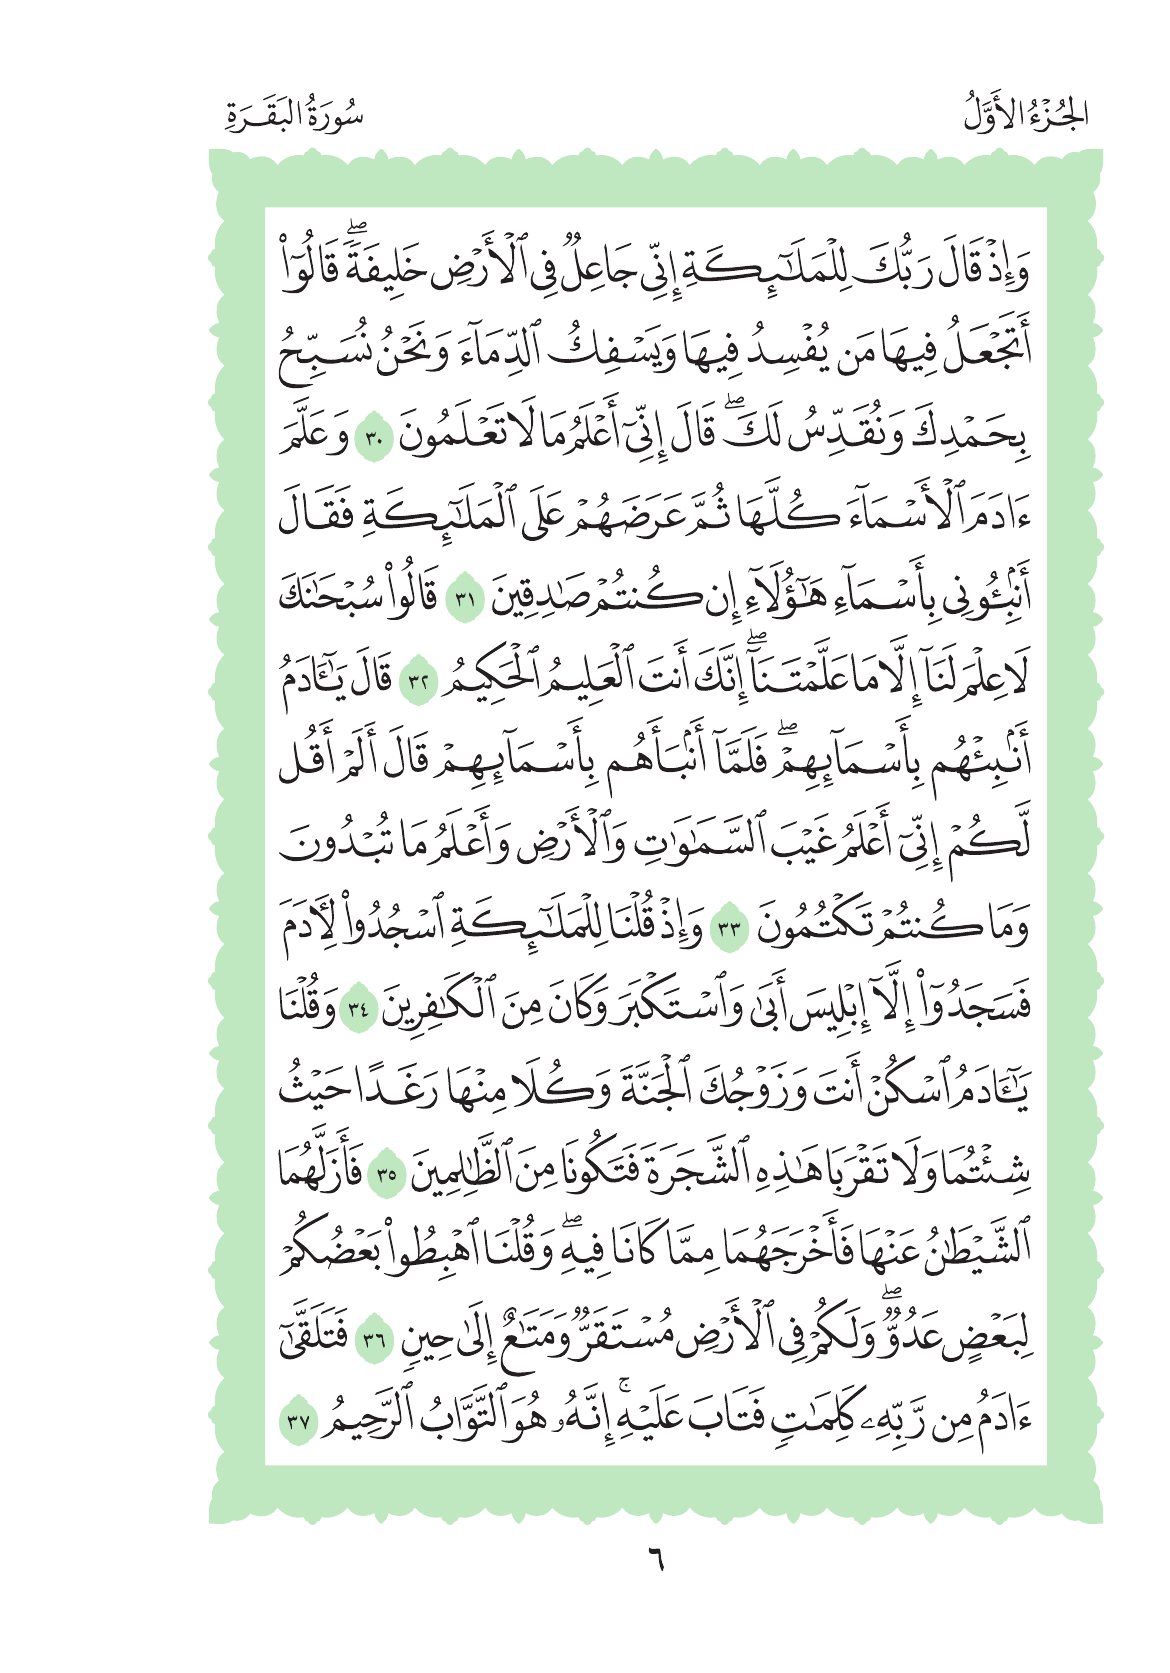 الجُزْءُ الأَوَّلُ
سُورَةُ البَقَرَةِ
وَإِذْ قَالَ رَبُّكَ لِلْمَلَٰٓئِكَةِ إِنِّي جَاعِلٌ فِي ٱلْأَرْضِ خَلِيفَةًۖ قَالُوٓا۟
أَتَجْعَلُ فِيهَا مَن يُفْسِدُ فِيهَا وَيَسْفِكُ ٱلدِّمَآءَ وَنَحْنُ نُسَبِّحُ
بِحَمْدِكَ وَنُقَدِّسُ لَكَۖ قَالَ إِنِّيٓ أَعْلَمُ مَا لَا تَعْلَمُونَ ٣٠ وَعَلَّمَ
ءَادَمَ ٱلْأَسْمَآءَ كُلَّهَا ثُمَّ عَرَضَهُمْ عَلَى ٱلْمَلَٰٓئِكَةِ فَقَالَ
أَنۢبِـُٔونِي بِأَسْمَآءِ هَٰٓؤُلَآءِ إِن كُنتُمْ صَٰدِقِينَ ٣١ قَالُوا۟ سُبْحَٰنَكَ
لَا عِلْمَ لَنَآ إِلَّا مَا عَلَّمْتَنَآۖ إِنَّكَ أَنتَ ٱلْعَلِيمُ ٱلْحَكِيمُ ٣٢ قَالَ يَٰٓـَٔادَمُ
أَنۢبِئْهُم بِأَسْمَآئِهِمْۖ فَلَمَّآ أَنۢبَأَهُم بِأَسْمَآئِهِمْ قَالَ أَلَمْ أَقُل
لَّكُمْ إِنِّيٓ أَعْلَمُ غَيْبَ ٱلسَّمَٰوَٰتِ وَٱلْأَرْضِ وَأَعْلَمُ مَا تُبْدُونَ
وَمَا كُنتُمْ تَكْتُمُونَ ٣٣ وَإِذْ قُلْنَا لِلْمَلَٰٓئِكَةِ ٱسْجُدُوا۟ لِـَٔادَمَ
فَسَجَدُوٓا۟ إِلَّآ إِبْلِيسَ أَبَىٰ وَٱسْتَكْبَرَ وَكَانَ مِنَ ٱلْكَٰفِرِينَ ٣٤ وَقُلْنَا
يَٰٓـَٔادَمُ ٱسْكُنْ أَنتَ وَزَوْجُكَ ٱلْجَنَّةَ وَكُلَا مِنْهَا رَغَدًا حَيْثُ
شِئْتُمَا وَلَا تَقْرَبَا هَٰذِهِ ٱلشَّجَرَةَ فَتَكُونَا مِنَ ٱلظَّٰلِمِينَ ٣٥ فَأَزَلَّهُمَا
ٱلشَّيْطَٰنُ عَنْهَا فَأَخْرَجَهُمَا مِمَّا كَانَا فِيهِۖ وَقُلْنَا ٱهْبِطُوا۟ بَعْضُكُمْ
لِبَعْضٍ عَدُوٌّۖ وَلَكُمْ فِي ٱلْأَرْضِ مُسْتَقَرٌّ وَمَتَٰعٌ إِلَىٰ حِينٍ ٣٦ فَتَلَقَّىٰٓ
ءَادَمُ مِن رَّبِّهِۦ كَلِمَٰتٍ فَتَابَ عَلَيْهِۚ إِنَّهُۥ هُوَ ٱلتَّوَّابُ ٱلرَّحِيمُ ٣٧
٦